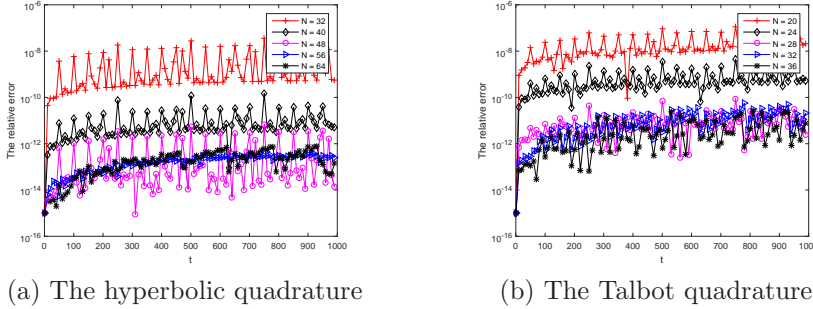 10^-6
10^-8
10^-10
10^-12
10^-14
10^-16
The relative error
0 100 200 300 400 500 600 700 800 900 1000
t
N = 32
N = 40
N = 48
N = 56
N = 64
(a) The hyperbolic quadrature
10^-6
10^-8
10^-10
10^-12
10^-14
10^-16
The relative error
0 100 200 300 400 500 600 700 800 900 100
t
N = 20
N = 24
N = 28
N = 32
N = 36
(b) The Talbot quadrature